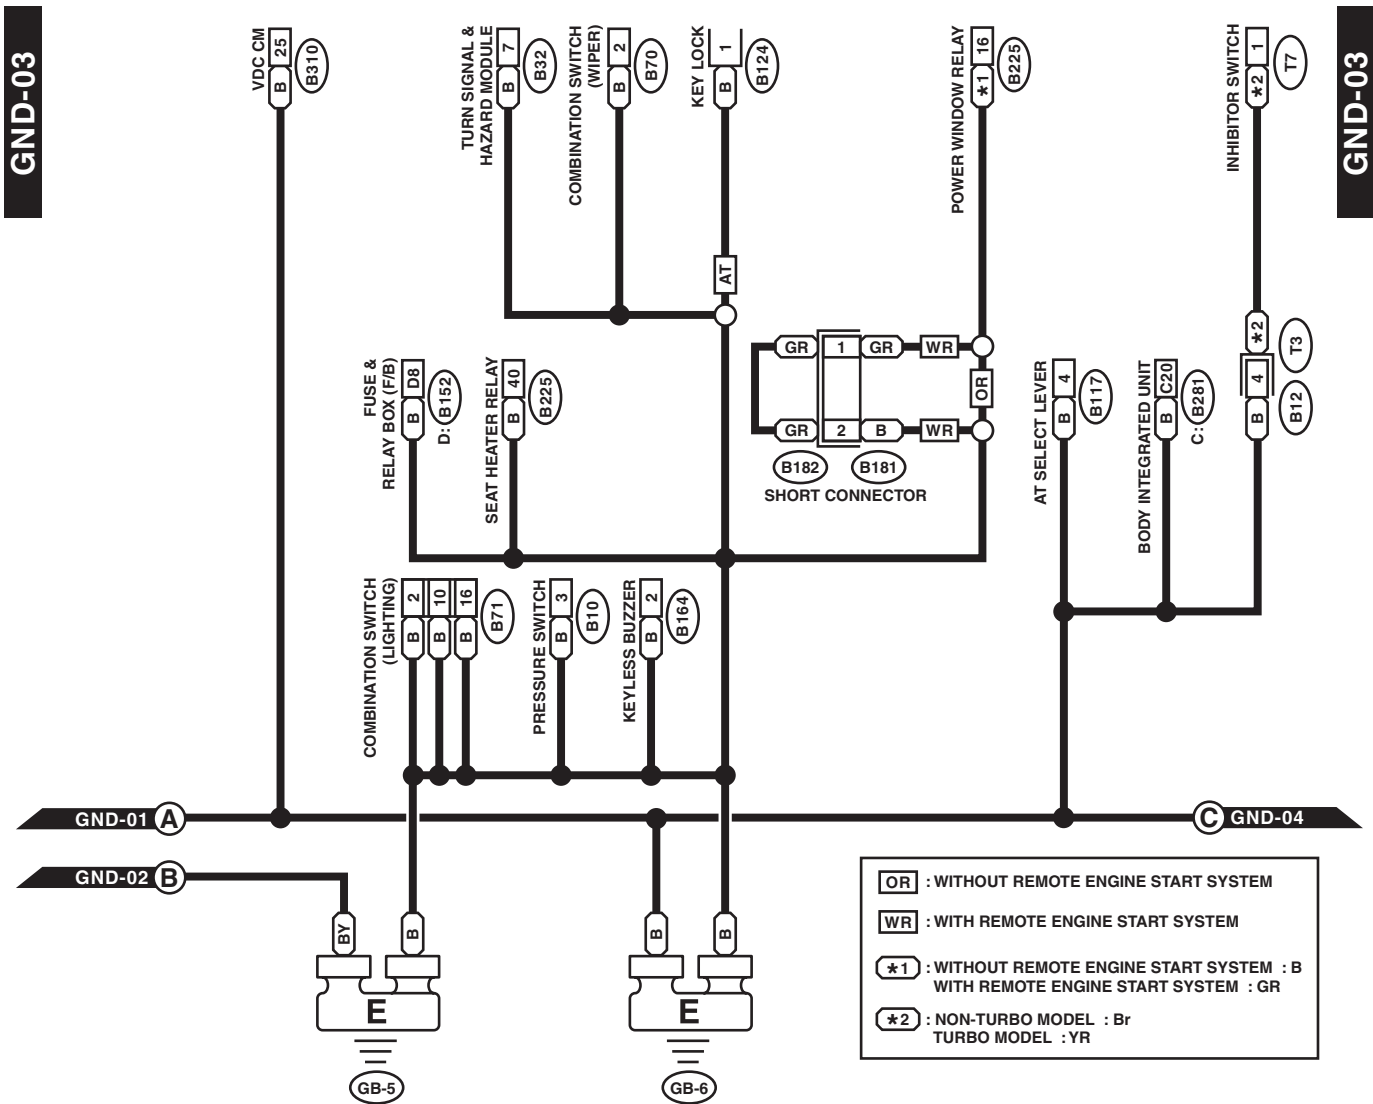 GND-03
GND-03
VDC CM
25
B
B310
TURN SIGNAL &
HAZARD MODULE
7
B
B32
COMBINATION SWITCH
(WIPER)
2
B
B70
KEY LOCK
1
B
B124
POWER WINDOW RELAY
16
*1
B225
INHIBITOR SWITCH
1
*2
T7
AT
FUSE &
RELAY BOX (F/B)
D8
B
D: B152
SEAT HEATER RELAY
40
B
B225
GR
1
GR
WR
OR
GR
2
B
WR
B182
B181
SHORT CONNECTOR
AT SELECT LEVER
4
B
B117
BODY INTEGRATED UNIT
C20
B
C: B281
*2
T3
4
B
B12
COMBINATION SWITCH
(LIGHTING)
2
10
16
B
B
B
B71
PRESSURE SWITCH
3
B
B10
KEYLESS BUZZER
2
B
B164
GND-01 A
C GND-04
GND-02 B
BY
B
B
B
E
E
GB-5
GB-6
OR : WITHOUT REMOTE ENGINE START SYSTEM
WR : WITH REMOTE ENGINE START SYSTEM
*1 : WITHOUT REMOTE ENGINE START SYSTEM : B
WITH REMOTE ENGINE START SYSTEM : GR
*2 : NON-TURBO MODEL : Br
TURBO MODEL : YR